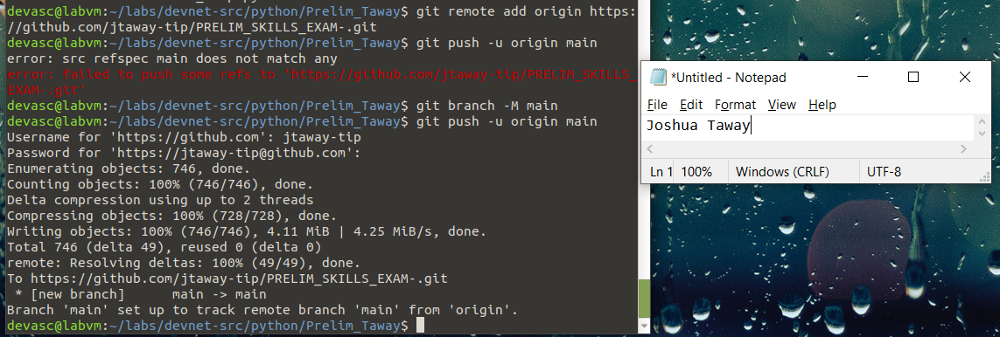 devasc@labvm:~/labs/devnet-src/python/Prelim_Taway$ git remote add origin https:
//github.com/jtaway-tip/PRELIM_SKILLS_EXAM-.git
devasc@labvm:~/labs/devnet-src/python/Prelim_Taway$ git push -u origin main
error: src refspec main does not match any
error: failed to push some refs to 'https://github.com/jtaway-tip/PRELIM_SKILLS_
EXAM-.git'
devasc@labvm:~/labs/devnet-src/python/Prelim_Taway$ git branch -M main
devasc@labvm:~/labs/devnet-src/python/Prelim_Taway$ git push -u origin main
Username for 'https://github.com': jtaway-tip
Password for 'https://jtaway-tip@github.com':
Enumerating objects: 746, done.
Counting objects: 100% (746/746), done.
Delta compression using up to 2 threads
Compressing objects: 100% (728/728), done.
Writing objects: 100% (746/746), 4.11 MiB | 4.25 MiB/s, done.
Total 746 (delta 49), reused 0 (delta 0)
remote: Resolving deltas: 100% (49/49), done.
To https://github.com/jtaway-tip/PRELIM_SKILLS_EXAM-.git
 * [new branch]      main -> main
Branch 'main' set up to track remote branch 'main' from 'origin'.
devasc@labvm:~/labs/devnet-src/python/Prelim_Taway$
*Untitled - Notepad
File Edit Format View Help
Joshua Taway
Ln 1 100% Windows (CRLF) UTF-8